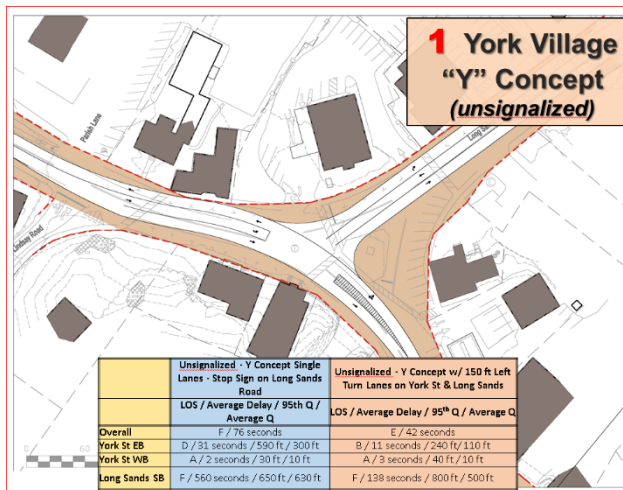 1 York Village
"Y" Concept
(unsignalized)
Parish Lane
Long Sa
Lindsay Road
Unsignalized - Y Concept Single
Lanes - Stop Sign on Long Sands
Road
Unsignalized - Y Concept w/ 150 ft Left
Turn Lanes on York St & Long Sands
LOS / Average Delay / 95th Q /
Average Q
LOS / Average Delay / 95th Q / Average Q
Overall
F / 76 seconds
E / 42 seconds
York St EB
D / 31 seconds / 590 ft / 300 ft
B / 11 seconds / 240 ft / 110 ft
York St WB
A / 2 seconds / 30 ft / 10 ft
A / 3 seconds / 40 ft / 10 ft
Long Sands SB
F / 560 seconds / 650 ft / 630 ft
F / 138 seconds / 800 ft / 500 ft
0
60